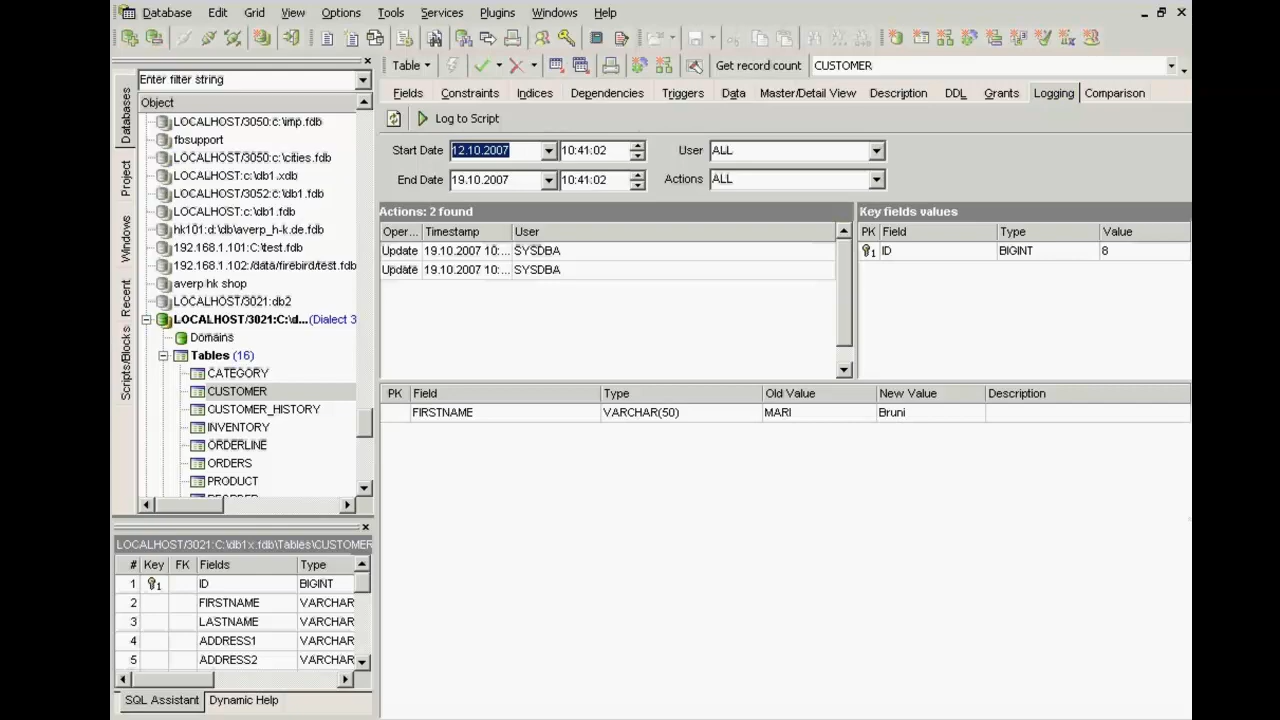 Database Edit Grid View Options Tools Services Plugins Windows Help
Table Get record count CUSTOMER
Enter filter string
Object
LOCALHOST/3050:c:\imp.fdb
fbsupport
LOCALHOST/3050:c:\cities.fdb
LOCALHOST:c:\db1.xdb
LOCALHOST/3052:c:\db1.fdb
LOCALHOST:c:\db1.fdb
hk101:d:\db\averp_h-k.de.fdb
192.168.1.101:C:\test.fdb
192.168.1.102:/data/firebird/test.fdb
averp hk shop
LOCALHOST/3021:db2
LOCALHOST/3021:C:\d...(Dialect 3
Domains
Tables (16)
CATEGORY
CUSTOMER
CUSTOMER_HISTORY
INVENTORY
ORDERLINE
ORDERS
PRODUCT
Databases
Project
Windows
Recent
Scripts/Blocks
LOCALHOST/3021:C:\db1x.fdb\Tables\CUSTOMER
# Key FK Fields Type
1 1 ID BIGINT
2 FIRSTNAME VARCHAR
3 LASTNAME VARCHAR
4 ADDRESS1 VARCHAR
5 ADDRESS2 VARCHAR
SQL Assistant Dynamic Help
Fields Constraints Indices Dependencies Triggers Data Master/Detail View Description DDL Grants Logging Comparison
Log to Script
Start Date 12.10.2007 10:41:02 User ALL
End Date 19.10.2007 10:41:02 Actions ALL
Actions: 2 found
Oper... Timestamp User
Update 19.10.2007 10:... SYSDBA
Update 19.10.2007 10:... SYSDBA
Key fields values
PK Field Type Value
1 ID BIGINT 8
PK Field Type Old Value New Value Description
FIRSTNAME VARCHAR(50) MARI Bruni